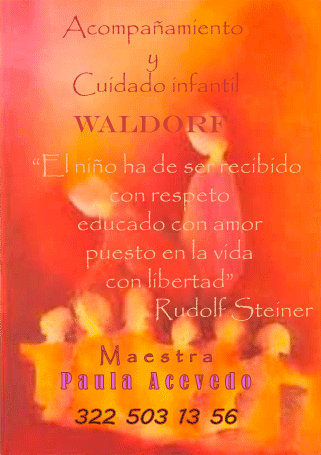 Acompañamiento
y
Cuidado infantil
WALDORF
“El niño ha de ser recibido
con respeto
educado con amor
puesto en la vida
con libertad”
Rudolf Steiner
Maestra
Paula Acevedo
322 503 13 56